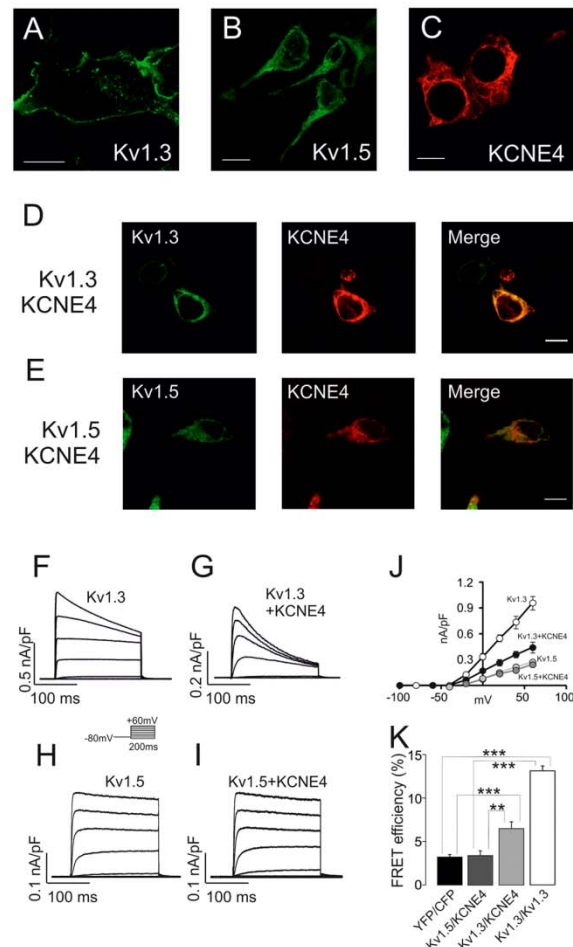 A
B
C
Kv1.3
Kv1.5
KCNE4
D
Kv1.3
KCNE4
Merge
Kv1.3
KCNE4
E
Kv1.5
KCNE4
Merge
Kv1.5
KCNE4
F
Kv1.3
0.5 nA/pF
100 ms
G
Kv1.3
+KCNE4
0.2 nA/pF
100 ms
J
nA/pF
1.2
0.9
0.6
0.3
Kv1.3
Kv1.3+KCNE4
Kv1.5
Kv1.5+KCNE4
-100 -50 0 50 100
mV
+60mV
-80mV
200ms
H
Kv1.5
0.1 nA/pF
100 ms
I
Kv1.5+KCNE4
0.1 nA/pF
100 ms
K
FRET efficiency (%)
15
10
5
0
***
***
***
**
YFP/CFP
Kv1.5/KCNE4
Kv1.3/KCNE4
Kv1.3/Kv1.3